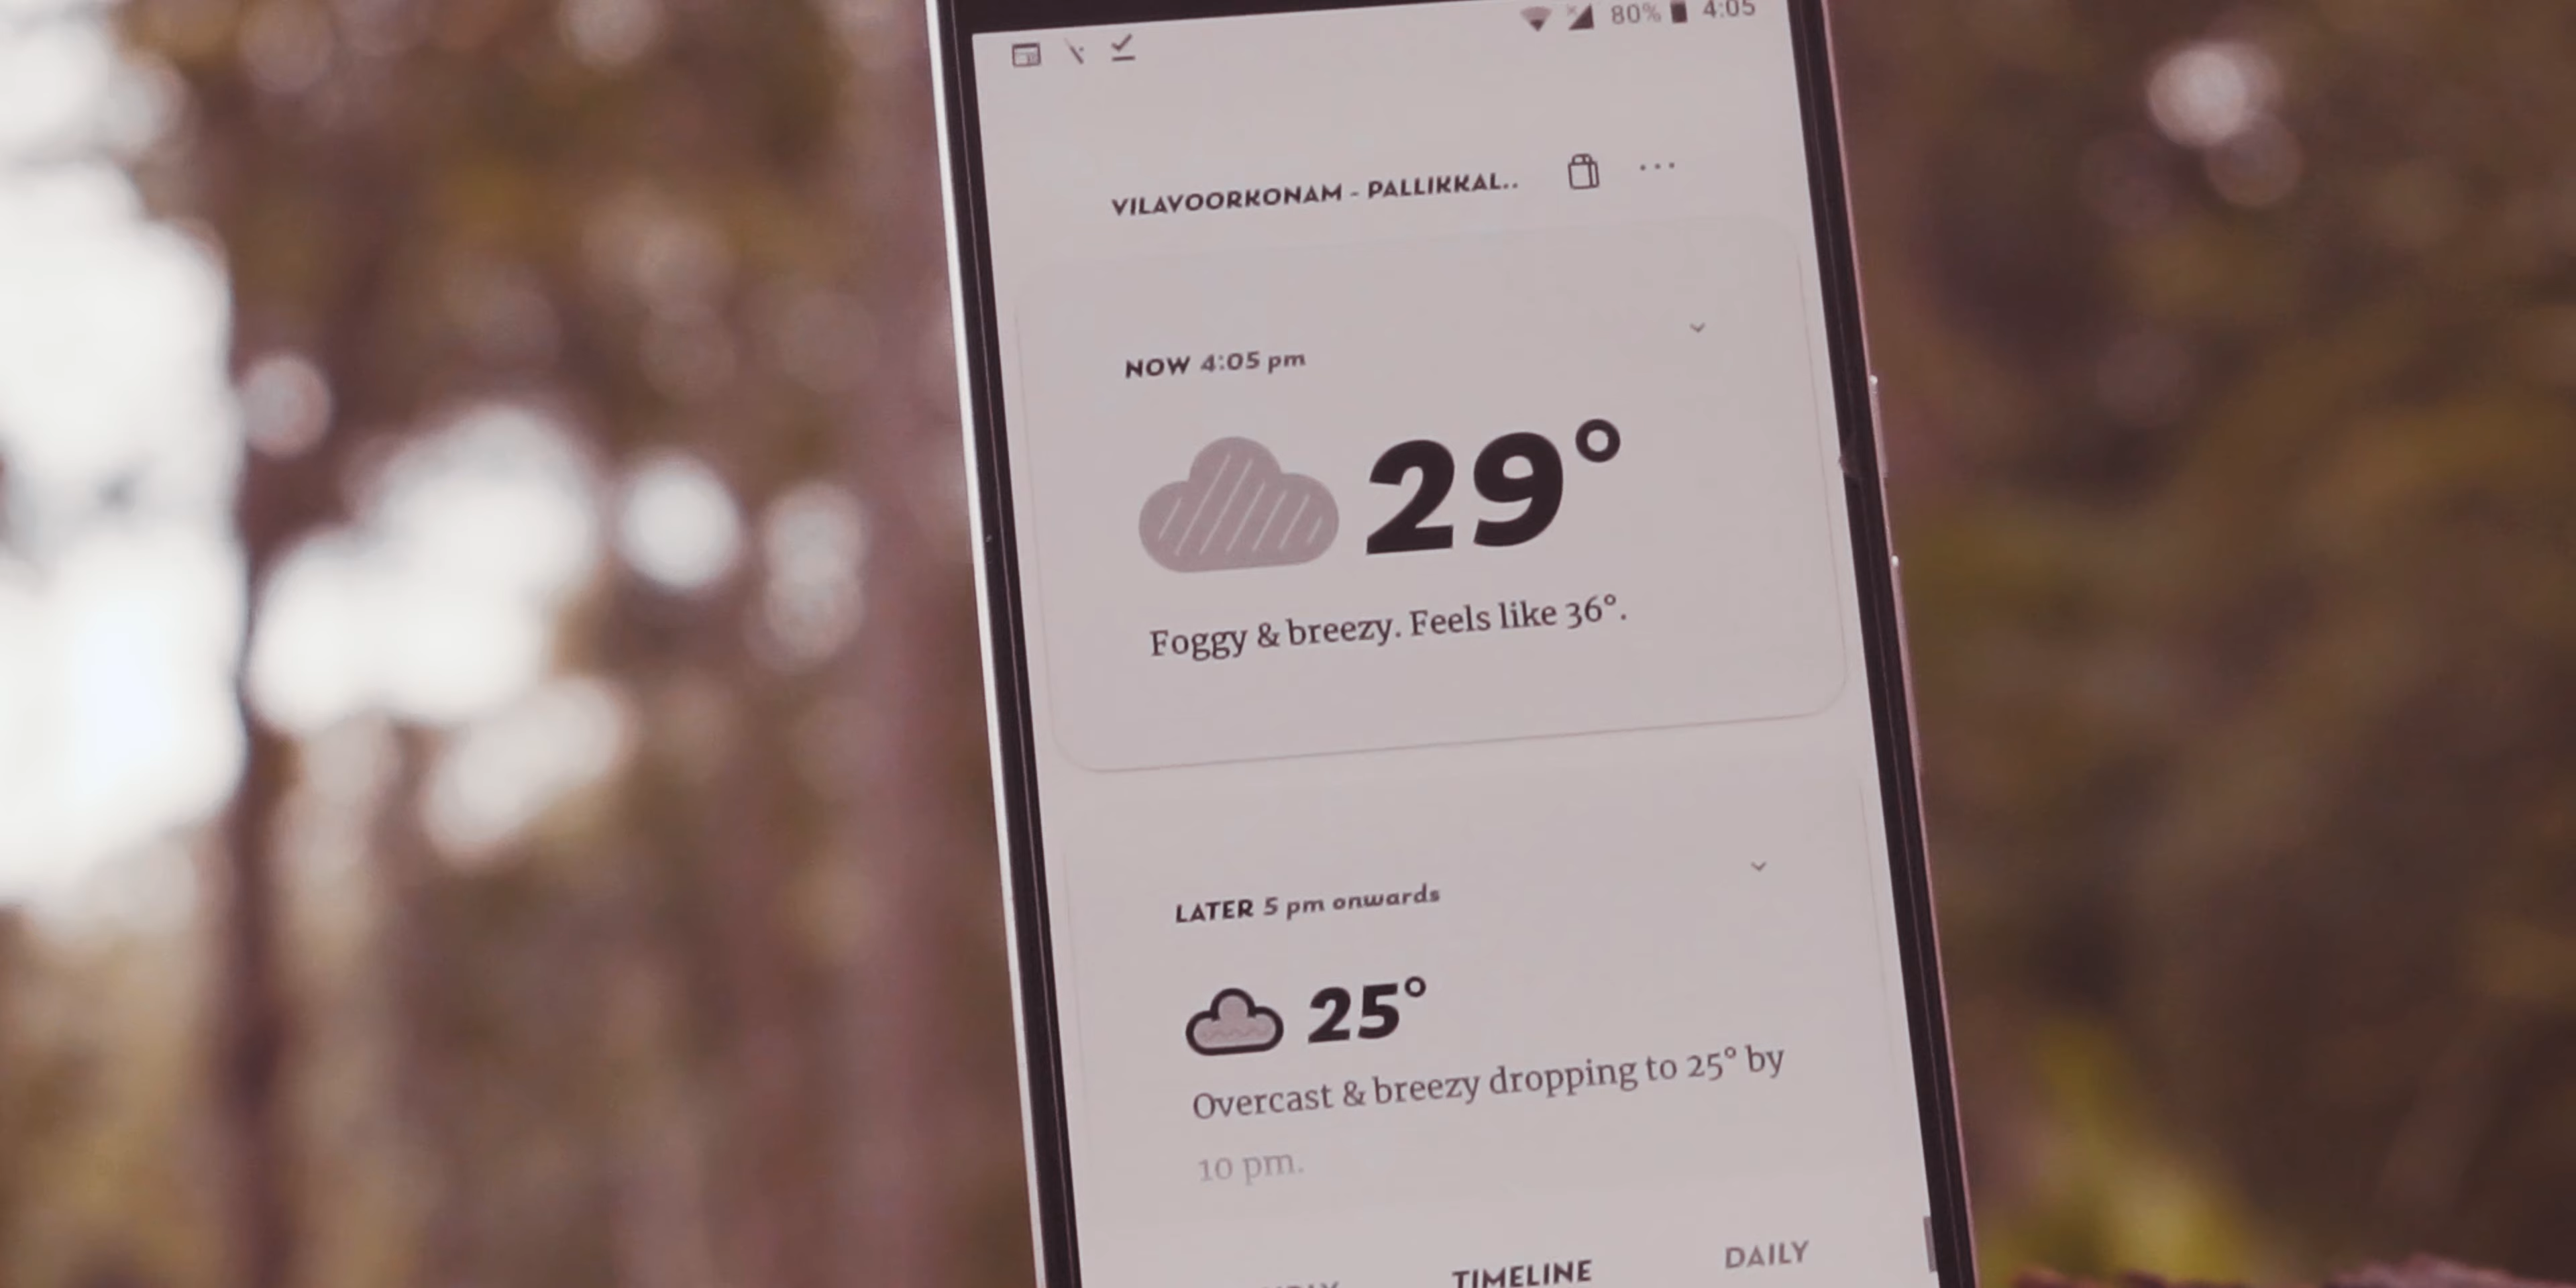 80% 4:05
VILAVOORKONAM - PALLIKKAL..
NOW 4:05 pm
29°
Foggy & breezy. Feels like 36°.
LATER 5 pm onwards
25°
Overcast & breezy dropping to 25° by
10 pm.
TIMELINE DAILY